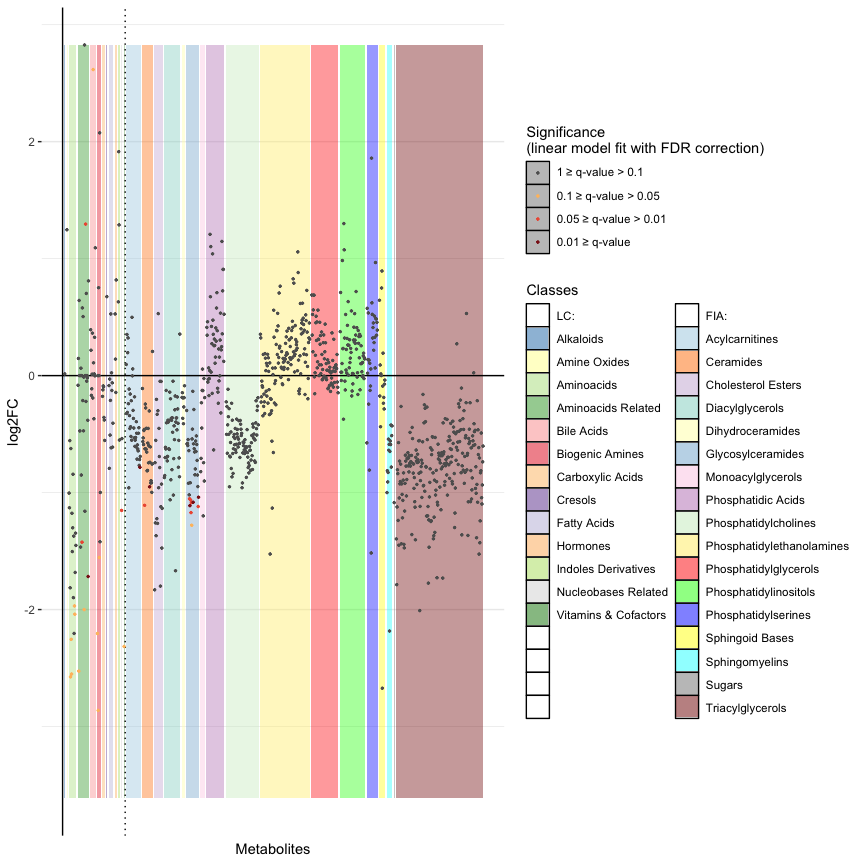 2
0
-2
log2FC
Metabolites
Significance
(linear model fit with FDR correction)
1 ≥ q-value > 0.1
0.1 ≥ q-value > 0.05
0.05 ≥ q-value > 0.01
0.01 ≥ q-value
Classes
LC:
Alkaloids
Amine Oxides
Aminoacids
Aminoacids Related
Bile Acids
Biogenic Amines
Carboxylic Acids
Cresols
Fatty Acids
Hormones
Indoles Derivatives
Nucleobases Related
Vitamins & Cofactors
FIA:
Acylcarnitines
Ceramides
Cholesterol Esters
Diacylglycerols
Dihydroceramides
Glycosylceramides
Monoacylglycerols
Phosphatidic Acids
Phosphatidylcholines
Phosphatidylethanolamines
Phosphatidylglycerols
Phosphatidylinositols
Phosphatidylserines
Sphingoid Bases
Sphingomyelins
Sugars
Triacylglycerols